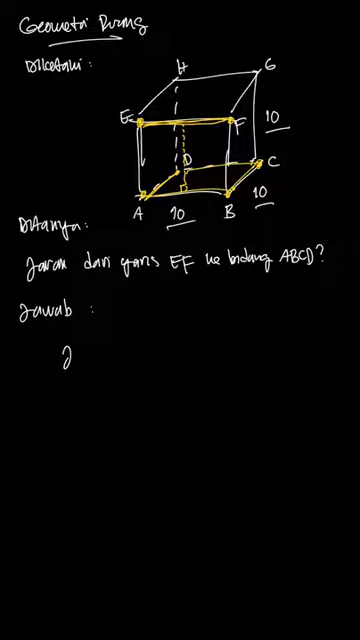 Geometri Ruang
Diketahui:
H G
E F 10
D C
A 10 B 10
Ditanya:
Jarak dari garis EF ke bidang ABCD?
Jawab :
J